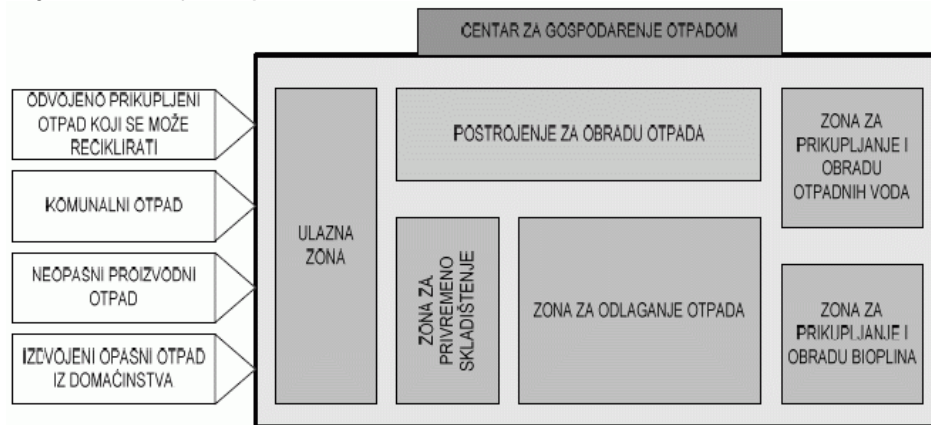 CENTAR ZA GOSPODARENJE OTPADOM
ODVOJENO PRIKUPLJENI
OTPAD KOJI SE MOŽE
RECIKLIRATI
KOMUNALNI OTPAD
NEOPASNI PROIZVODNI
OTPAD
IZDVOJENI OPASNI OTPAD
IZ DOMAĆINSTVA
ULAZNA
ZONA
POSTROJENJE ZA OBRADU OTPADA
ZONA ZA
PRIVREMENO
SKLADIŠTENJE
ZONA ZA ODLAGANJE OTPADA
ZONA ZA
PRIKUPLJANJE I
OBRADU
OTPADNIH VODA
ZONA ZA
PRIKUPLJANJE I
OBRADU BIOPLINA